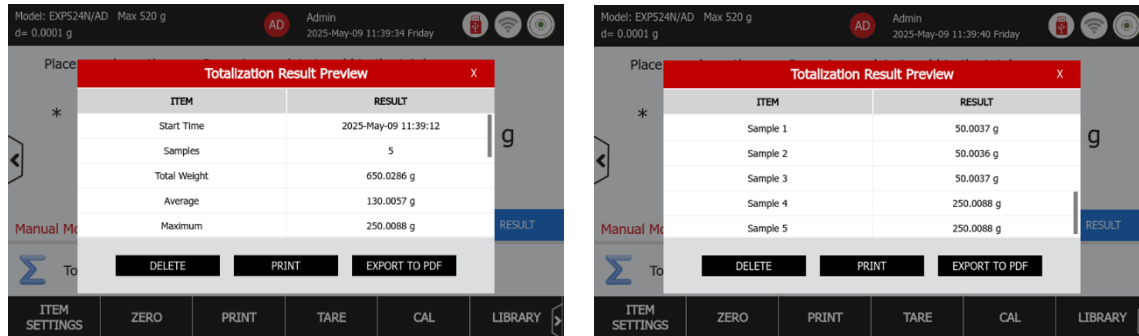 Model: EXP524N/AD Max 520 g
d= 0.0001 g
AD
Admin
2025-May-09 11:39:34 Friday
Place
Totalization Result Preview X
ITEM RESULT
Start Time 2025-May-09 11:39:12
Samples 5
Total Weight 650.0286 g
Average 130.0057 g
Maximum 250.0088 g
* g
Manual Mo RESULT
DELETE PRINT EXPORT TO PDF
Σ To
ITEM SETTINGS ZERO PRINT TARE CAL LIBRARY
Model: EXP524N/AD Max 520 g
d= 0.0001 g
AD
Admin
2025-May-09 11:39:40 Friday
Place
Totalization Result Preview X
ITEM RESULT
Sample 1 50.0037 g
Sample 2 50.0036 g
Sample 3 50.0037 g
Sample 4 250.0088 g
Sample 5 250.0088 g
* g
Manual Mo RESULT
DELETE PRINT EXPORT TO PDF
Σ To
ITEM SETTINGS ZERO PRINT TARE CAL LIBRARY